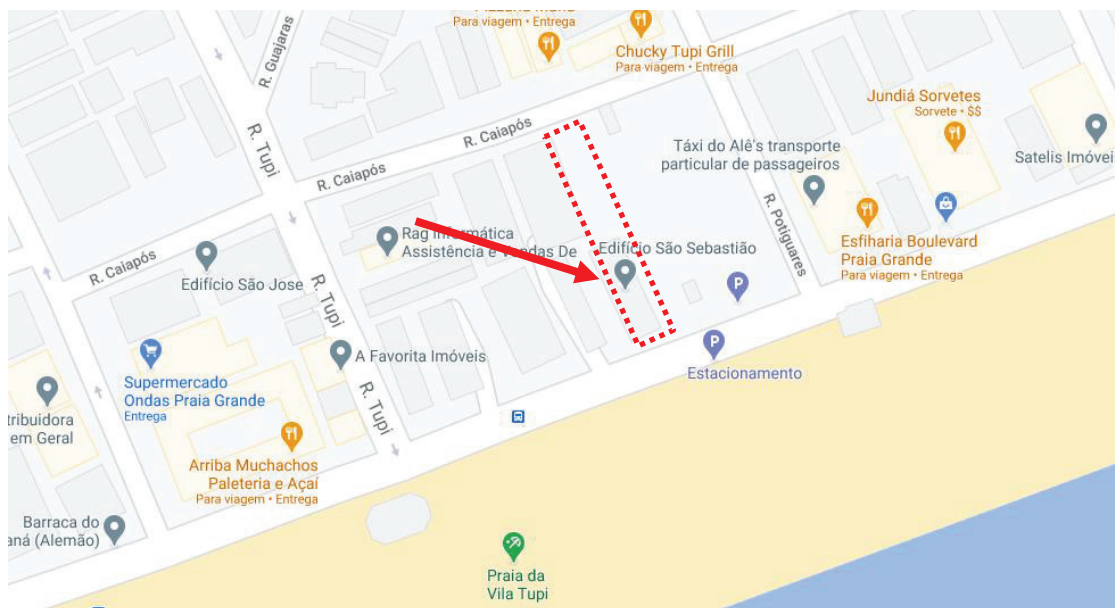 Para viagem • Entrega
Chucky Tupi Grill
Para viagem • Entrega
R. Guajaras
Jundiá Sorvetes
Sorvete • $$
R. Tupi
R. Caiapós
Táxi do Alê's transporte
particular de passageiros
Satelis Imóvei
R. Caiapós
R. Potiguares
Rag Informática
Assistência e Vendas De
Edifício São Sebastião
Esfiharia Boulevard
Praia Grande
Para viagem • Entrega
R. Caiapós
Edifício São Jose
R. Tupi
P
A Favorita Imóveis
P
Estacionamento
Supermercado
Ondas Praia Grande
Entrega
R. Tupi
tribuidora
em Geral
Arriba Muchachos
Paleteria e Açaí
Para viagem • Entrega
Barraca do
aná (Alemão)
Praia da
Vila Tupi